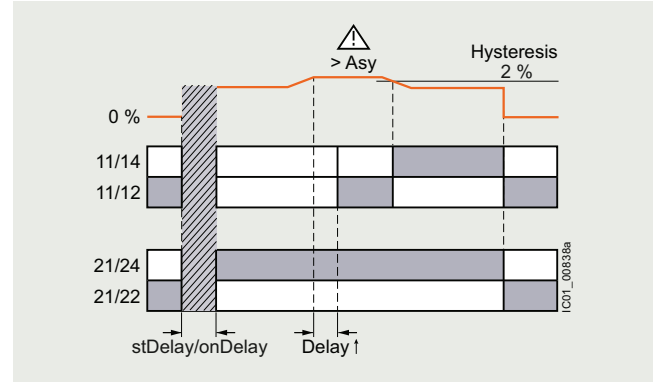 > Asy
Hysteresis
2 %
0 %
11/14
11/12
21/24
21/22
IC01_00838a
stDelay/onDelay
Delay↑